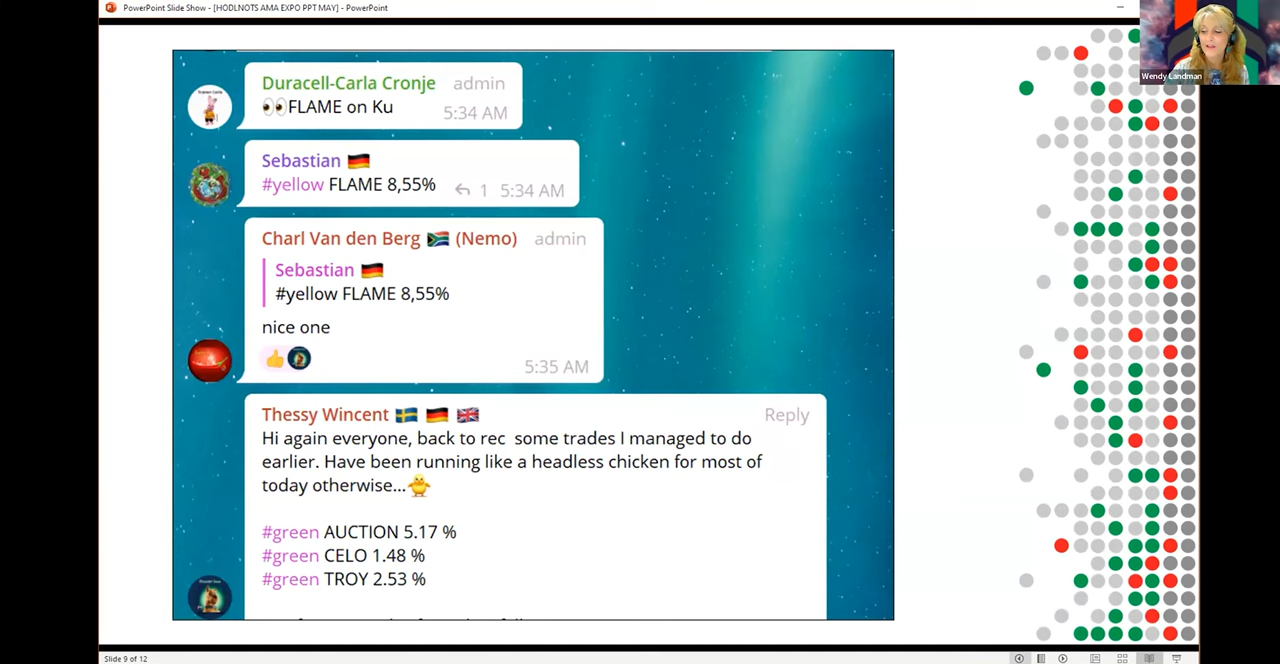 PowerPoint Slide Show - [HODLNOTS AMA EXPO PPT MAY] - PowerPoint
Wendy Landman
Duracell-Carla Cronje admin
👀FLAME on Ku 5:34 AM
Sebastian 🇩🇪
#yellow FLAME 8,55% 1 5:34 AM
Charl Van den Berg 🇿🇦 (Nemo) admin
Sebastian 🇩🇪
#yellow FLAME 8,55%
nice one
👍
5:35 AM
Thessy Wincent 🇸🇪 🇩🇪 🇬🇧 Reply
Hi again everyone, back to rec some trades I managed to do
earlier. Have been running like a headless chicken for most of
today otherwise...🐥
#green AUCTION 5.17 %
#green CELO 1.48 %
#green TROY 2.53 %
Slide 9 of 12